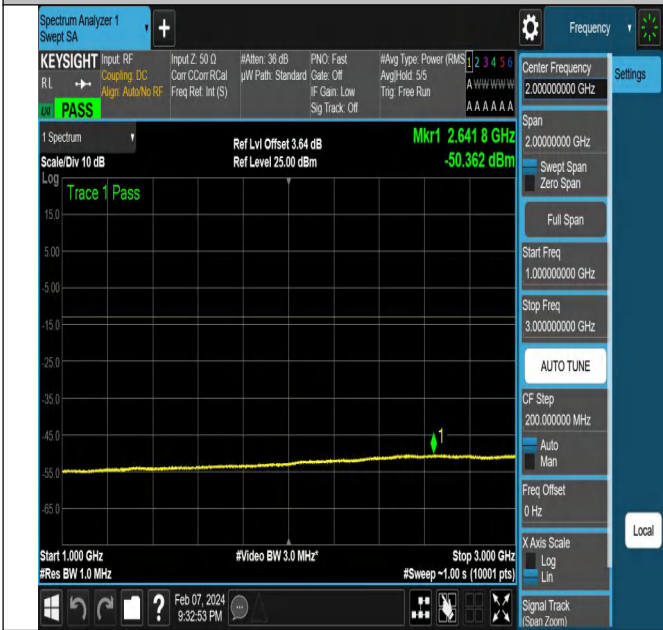 Spectrum Analyzer 1
Swept SA
+
Frequency
KEYSIGHT
RL
PASS
Input: RF
Coupling: DC
Align: Auto/No RF
Input Z: 50 Ω
Corr CCorr RCal
Freq Ref: Int (S)
#Atten: 36 dB
µW Path: Standard
PNO: Fast
Gate: Off
IF Gain: Low
Sig Track: Off
#Avg Type: Power (RMS
Avg|Hold: 5/5
Trig: Free Run
1 2 3 4 5 6
A W W W W W
A A A A A A
1 Spectrum
Scale/Div 10 dB
Ref Lvl Offset 3.64 dB
Ref Level 25.00 dBm
Mkr1 2.641 8 GHz
-50.362 dBm
Log
Trace 1 Pass
15.0
5.00
-5.00
-15.0
-25.0
-35.0
-45.0
-55.0
-65.0
1
Start 1.000 GHz
#Res BW 1.0 MHz
#Video BW 3.0 MHz*
Stop 3.000 GHz
#Sweep ~1.00 s (10001 pts)
?
Feb 07, 2024
9:32:53 PM
Center Frequency
2.000000000 GHz
Span
2.00000000 GHz
Swept Span
Zero Span
Full Span
Start Freq
1.000000000 GHz
Stop Freq
3.000000000 GHz
AUTO TUNE
CF Step
200.000000 MHz
Auto
Man
Freq Offset
0 Hz
X Axis Scale
Log
Lin
Signal Track
(Span Zoom)
Settings
Local